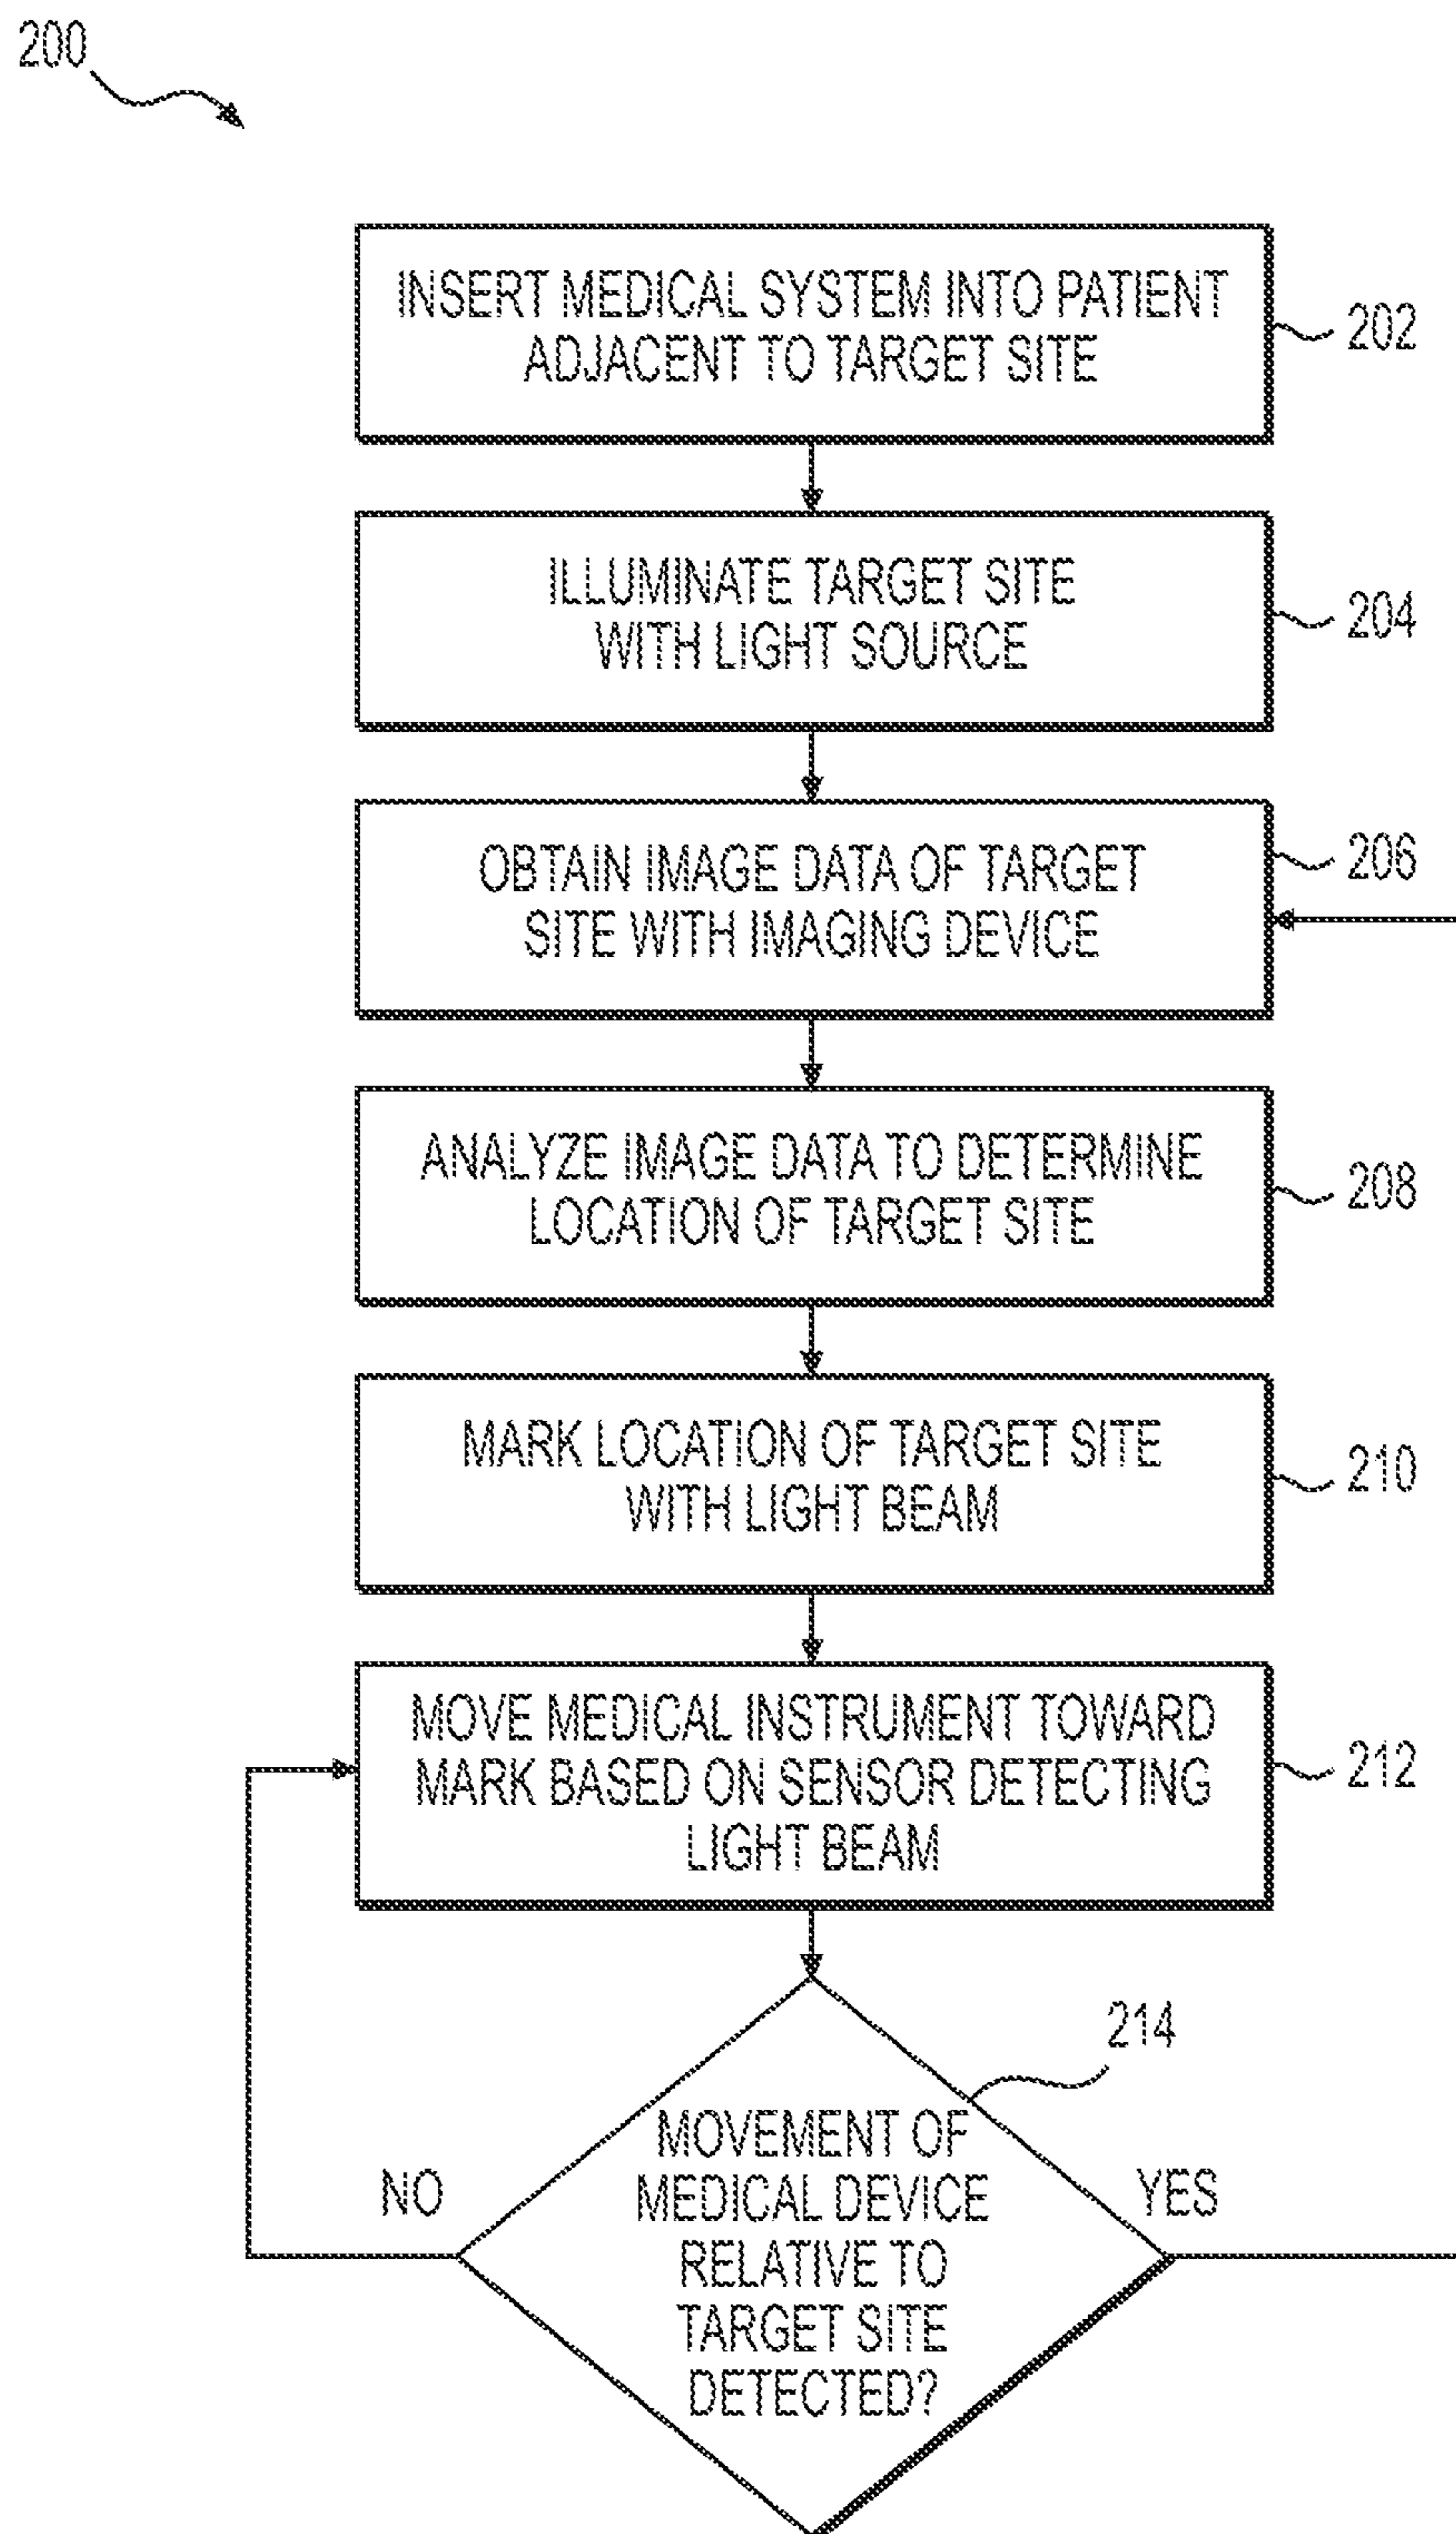 200
INSERT MEDICAL SYSTEM INTO PATIENT
ADJACENT TO TARGET SITE
202
ILLUMINATE TARGET SITE
WITH LIGHT SOURCE
204
OBTAIN IMAGE DATA OF TARGET
SITE WITH IMAGING DEVICE
206
ANALYZE IMAGE DATA TO DETERMINE
LOCATION OF TARGET SITE
208
MARK LOCATION OF TARGET SITE
WITH LIGHT BEAM
210
MOVE MEDICAL INSTRUMENT TOWARD
MARK BASED ON SENSOR DETECTING
LIGHT BEAM
212
214
MOVEMENT OF
MEDICAL DEVICE
RELATIVE TO
TARGET SITE
DETECTED?
NO
YES